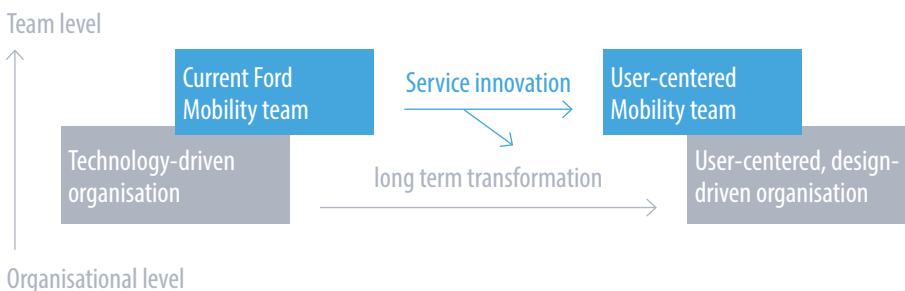 Team level
Current Ford
Mobility team
Service innovation
User-centered
Mobility team
Technology-driven
organisation
long term transformation
User-centered, design-
driven organisation
Organisational level